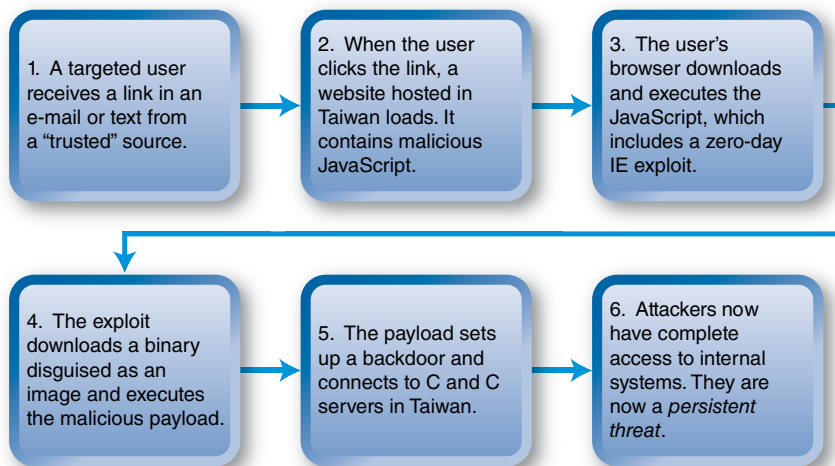 1. A targeted user
receives a link in an
e-mail or text from
a “trusted” source.
2. When the user
clicks the link, a
website hosted in
Taiwan loads. It
contains malicious
JavaScript.
3. The user’s
browser downloads
and executes the
JavaScript, which
includes a zero-day
IE exploit.
4. The exploit
downloads a binary
disguised as an
image and executes
the malicious payload.
5. The payload sets
up a backdoor and
connects to C and C
servers in Taiwan.
6. Attackers now
have complete
access to internal
systems. They are
now a persistent
threat.